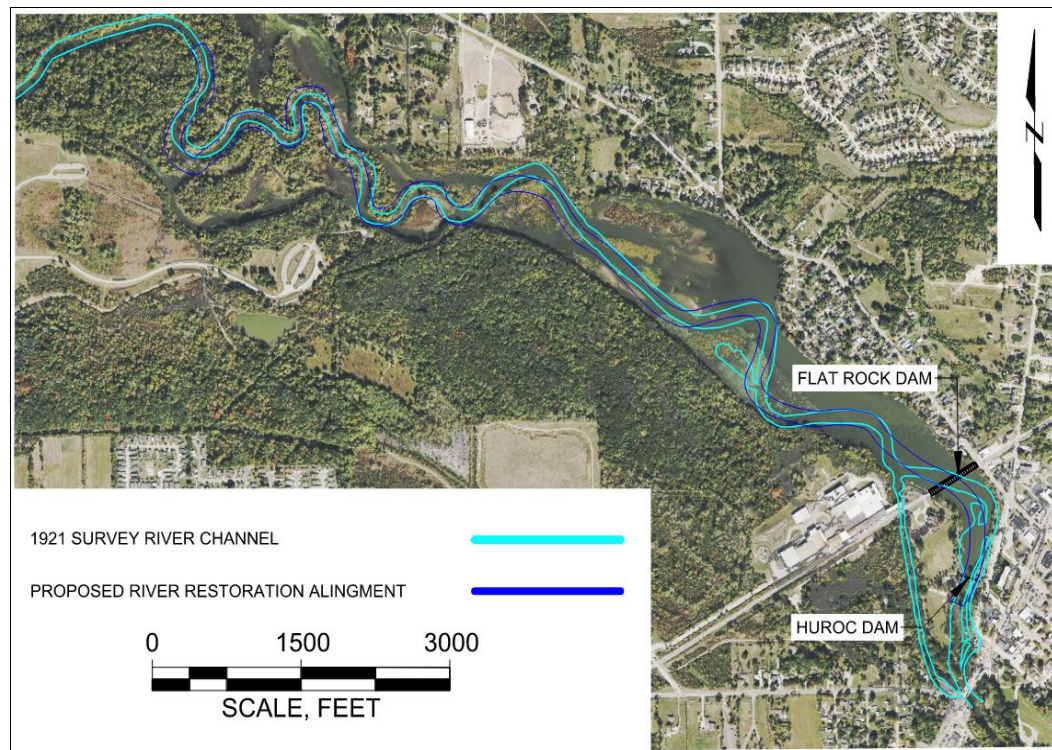 FLAT ROCK DAM
1921 SURVEY RIVER CHANNEL
PROPOSED RIVER RESTORATION ALINGMENT
HUROC DAM
0 1500 3000
SCALE, FEET
N